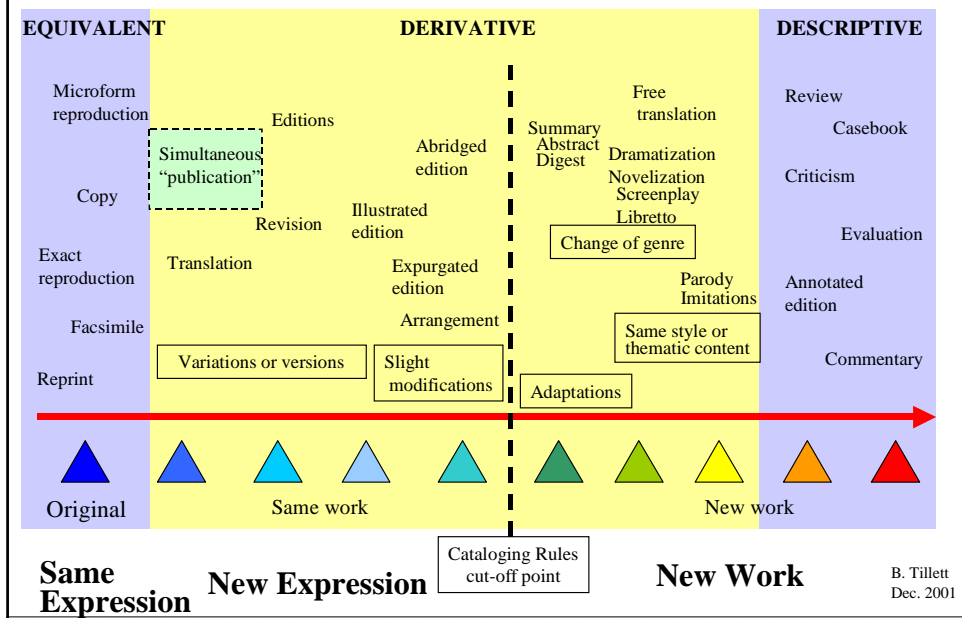 EQUIVALENT
DERIVATIVE
DESCRIPTIVE
Microform
reproduction
Copy
Exact
reproduction
Facsimile
Reprint
Simultaneous
“publication”
Editions
Revision
Translation
Illustrated
edition
Abridged
edition
Expurgated
edition
Arrangement
Variations or versions
Slight
modifications
Summary
Abstract
Digest
Free
translation
Dramatization
Novelization
Screenplay
Libretto
Change of genre
Parody
Imitations
Same style or
thematic content
Adaptations
Review
Casebook
Criticism
Evaluation
Annotated
edition
Commentary
Original
Same work
New work
Same
Expression
New Expression
Cataloging Rules
cut-off point
New Work
B. Tillett
Dec. 2001